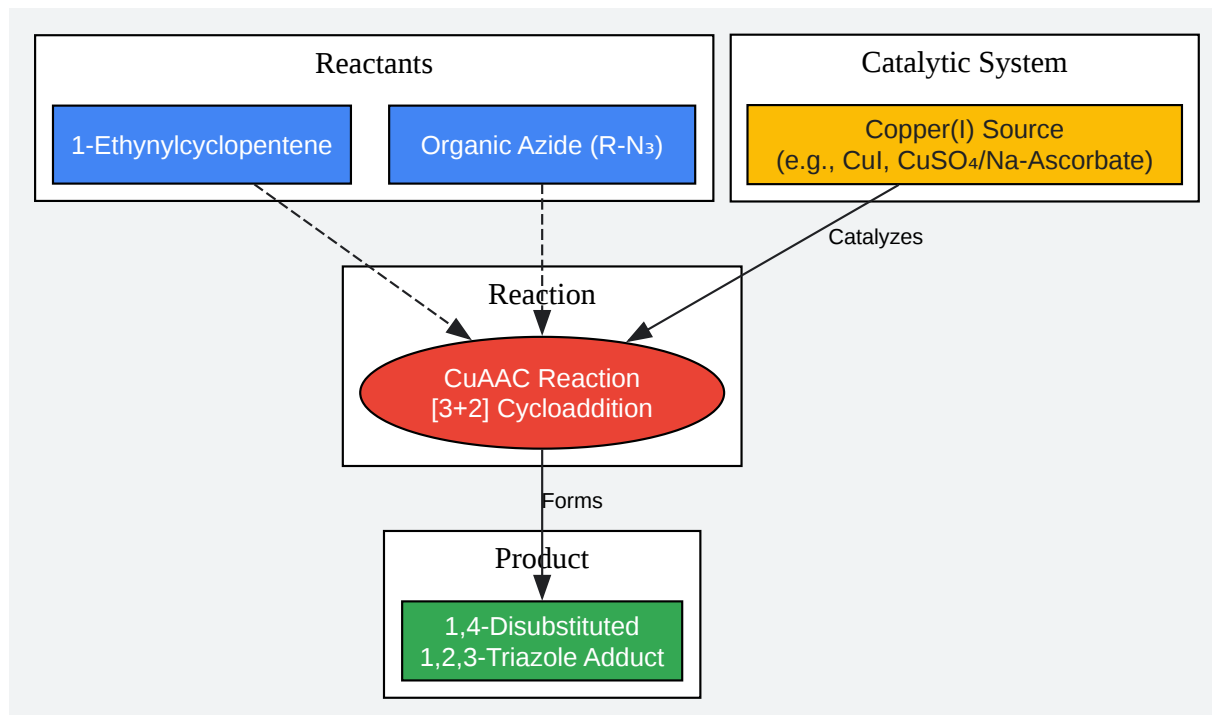 Reactants
1-Ethynylcyclopentene
Organic Azide (R-N₃)
Catalytic System
Copper(I) Source
(e.g., CuI, CuSO₄/Na-Ascorbate)
Catalyzes
Reaction
CuAAC Reaction
[3+2] Cycloaddition
Forms
Product
1,4-Disubstituted
1,2,3-Triazole Adduct